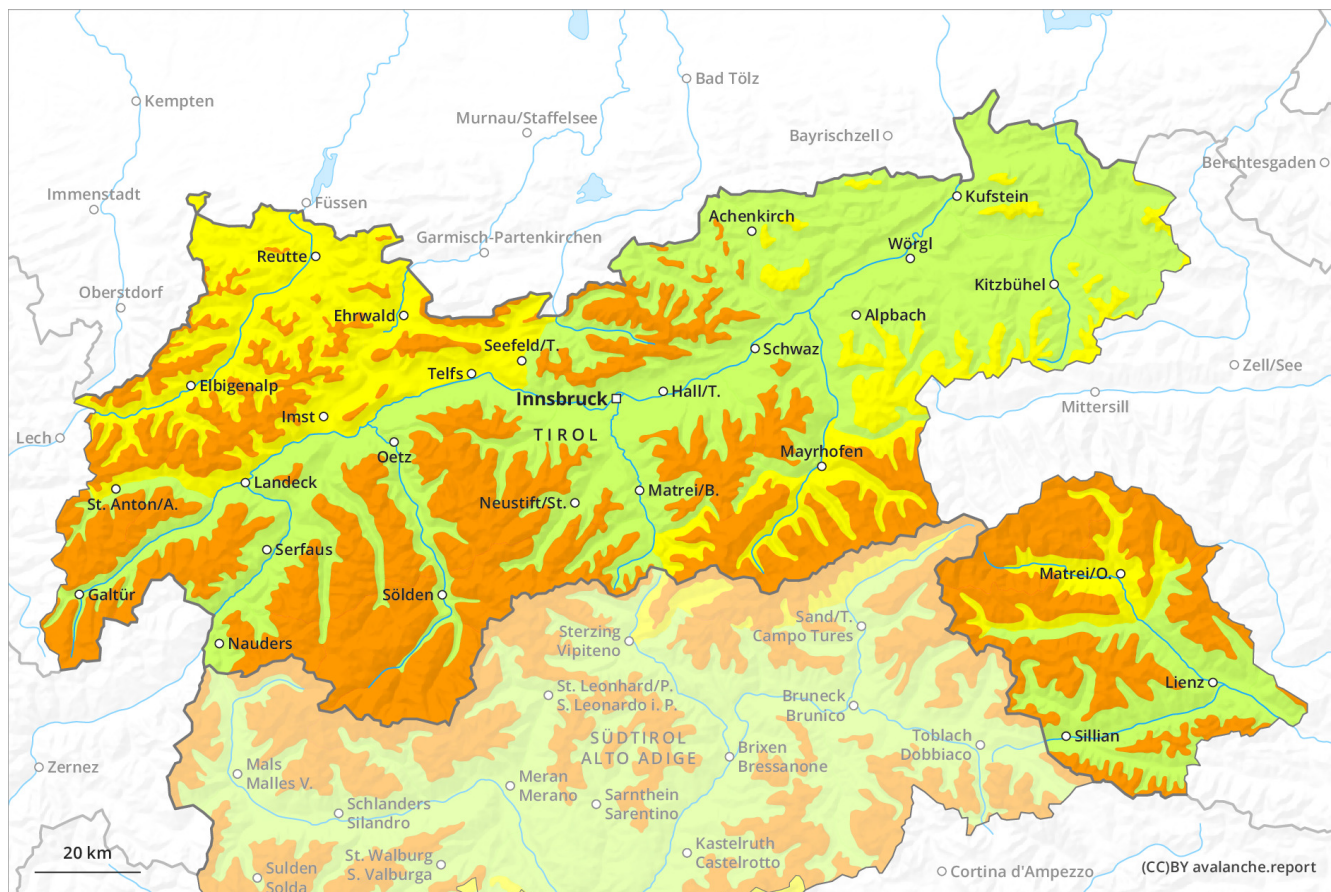 Bad Tölz
Kempten
Murnau/Staffelsee
Bayrischzell
Berchtesgaden
Immenstadt
Füssen
Kufstein
Achenkirch
Garmisch-Partenkirchen
Wörgl
Reutte
Kitzbühel
Oberstdorf
Ehrwald
Alpbach
Seefeld/T.
Schwaz
Zell/See
Telfs
Elbigenalp
Hall/T.
Innsbruck
Mittersill
Imst
Lech
TIROL
Oetz
Mayrhofen
Landeck
St. Anton/A.
Neustift/St.
Matrei/B.
Serfaus
Matrei/O.
Galtür
Sölden
Sand/T.
Campo Tures
Sterzing
Vipiteno
Nauders
Lienz
St. Leonhard/P.
S. Leonardo i. P.
Bruneck
Brunico
SÜDTIROL
ALTO ADIGE
Toblach
Dobbiaco
Sillian
Brixen
Bressanone
Zernez
Mals
Malles V.
Meran
Merano
Sarnthein
Sarentino
Schlanders
Silandro
Kastelruth
Castelrotto
20 km
St. Walburg
S. Valburga
Sulden
Solda
Cortina d'Ampezzo
(CC)BY avalanche.report